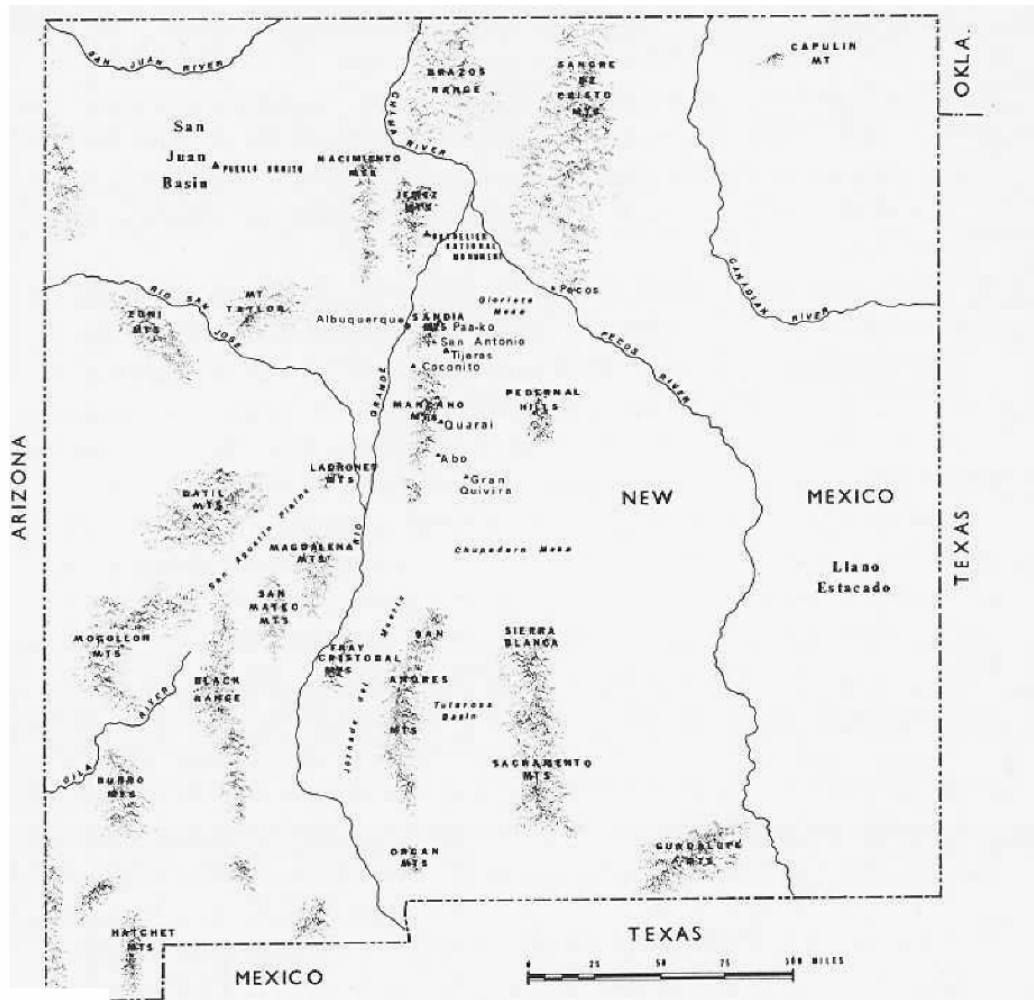 SAN JUAN RIVER
CHAMA RIVER
BRAZOS
RANGE
SANGRE
DE
CRISTO
MTS
CAPULIN
MT
OKLA.
San
Juan
Basin
PUEBLO BONITO
NACIMIENTO
MTS
JEMEZ
MTS
BANDELIER
NATIONAL
MONUMENT
Pecos
CANADIAN RIVER
RIO SAN JOSE
MT
TAYLOR
ZUNI
MTS
Glorieta
Mesa
Albuquerque
SANDIA
MTS
Paa-ko
San Antonio
Tijeras
Coconito
PECOS RIVER
RIO GRANDE
MANZANO
MTS
PEDERNAL
HILLS
Quarai
Abo
Gran
Quivira
ARIZONA
LADRONES
MTS
DATIL
MTS
San Agustin Plains
NEW MEXICO
TEXAS
MAGDALENA
MTS
Chupadera Mesa
Llano
Estacado
SAN
MATEO
MTS
MOGOLLON
MTS
BLACK
RANGE
FRAY
CRISTOBAL
MTS
Jornada del Muerto
SAN
ANDRES
MTS
SIERRA
BLANCA
Tularosa
Basin
GILA RIVER
BURRO
MTS
SACRAMENTO
MTS
ORGAN
MTS
GUADALUPE
MTS
HATCHET
MTS
MEXICO
TEXAS
0 25 50 75 100 MILES